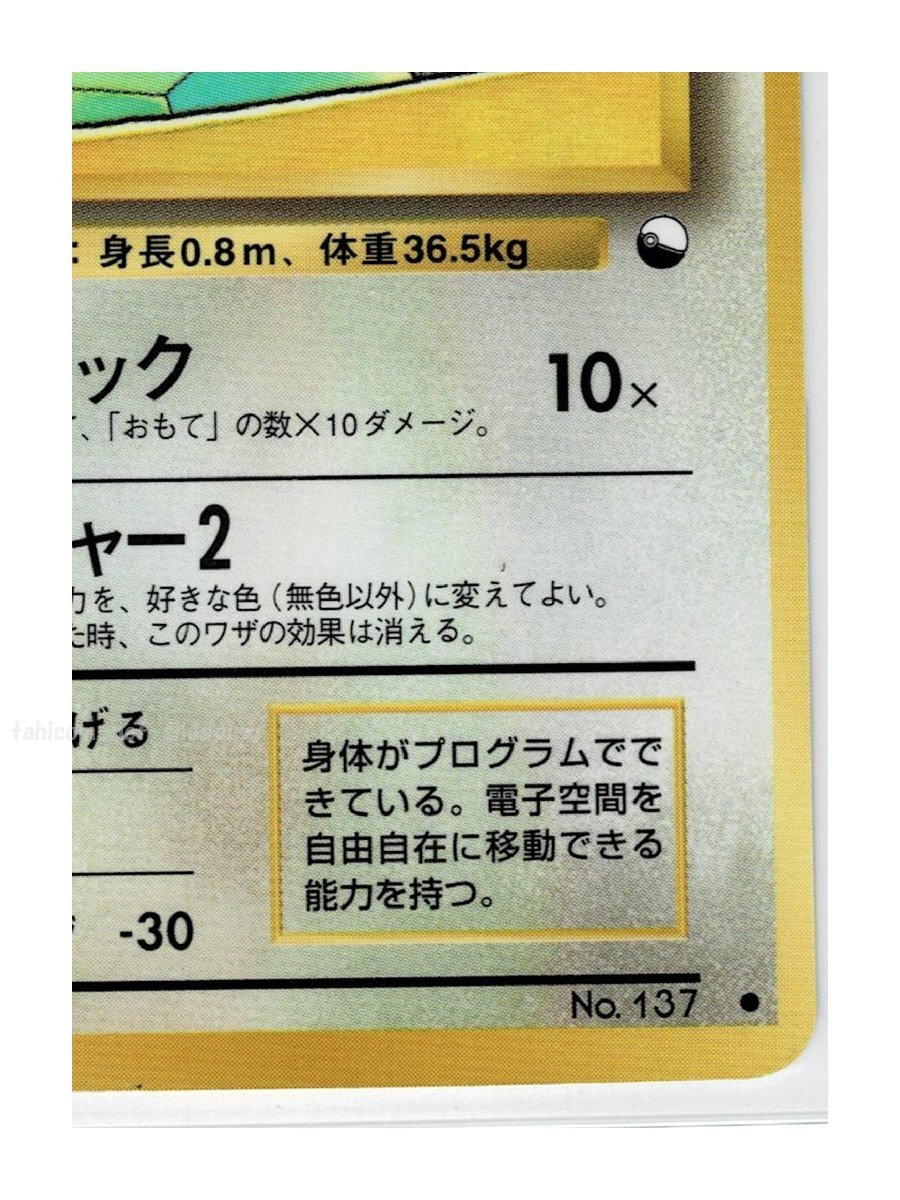 : 身長0.8m、体重36.5kg
ック 10×
、「おもて」の数×10ダメージ。
ャー2
力を、好きな色(無色以外)に変えてよい。
た時、このワザの効果は消える。
げる
身体がプログラムでで
きている。電子空間を
自由自在に移動できる
能力を持つ。
-30
No. 137 ●